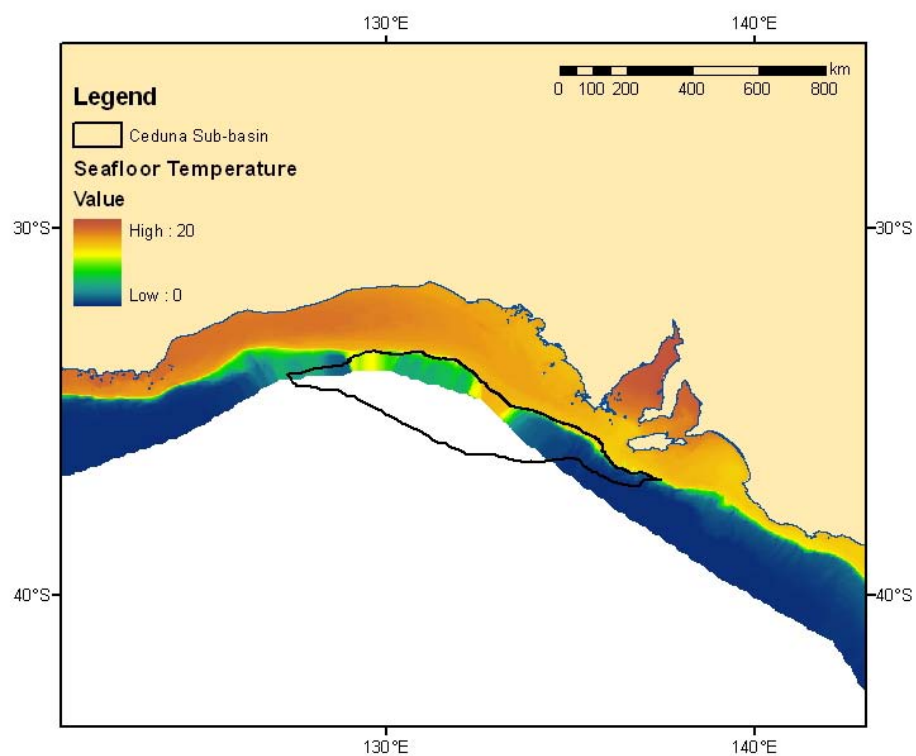 130°E 140°E
km
0 100 200 400 600 800
Legend
Ceduna Sub-basin
Seafloor Temperature
Value
High : 20
Low : 0
30°S 30°S
40°S 40°S
130°E 140°E